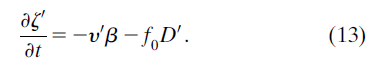 ∂ζ′/∂t = −υ′β − f₀D′. (13)